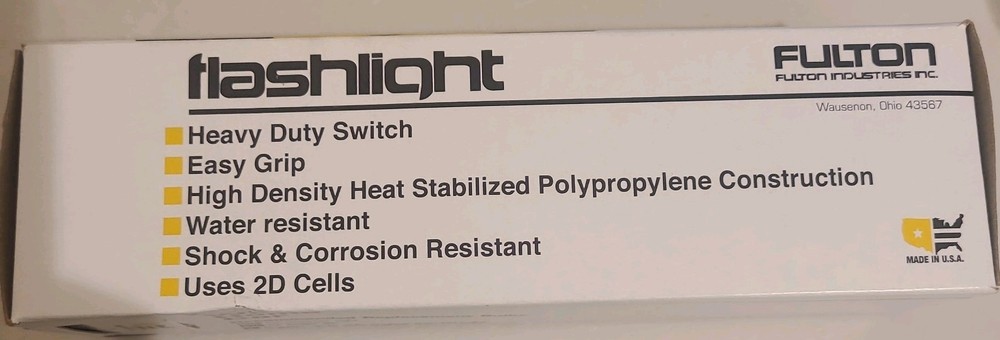 flashlight
FULTON
FULTON INDUSTRIES INC.
Wausenon, Ohio 43567
Heavy Duty Switch
Easy Grip
High Density Heat Stabilized Polypropylene Construction
Water resistant
Shock & Corrosion Resistant
Uses 2D Cells
MADE IN U.S.A.